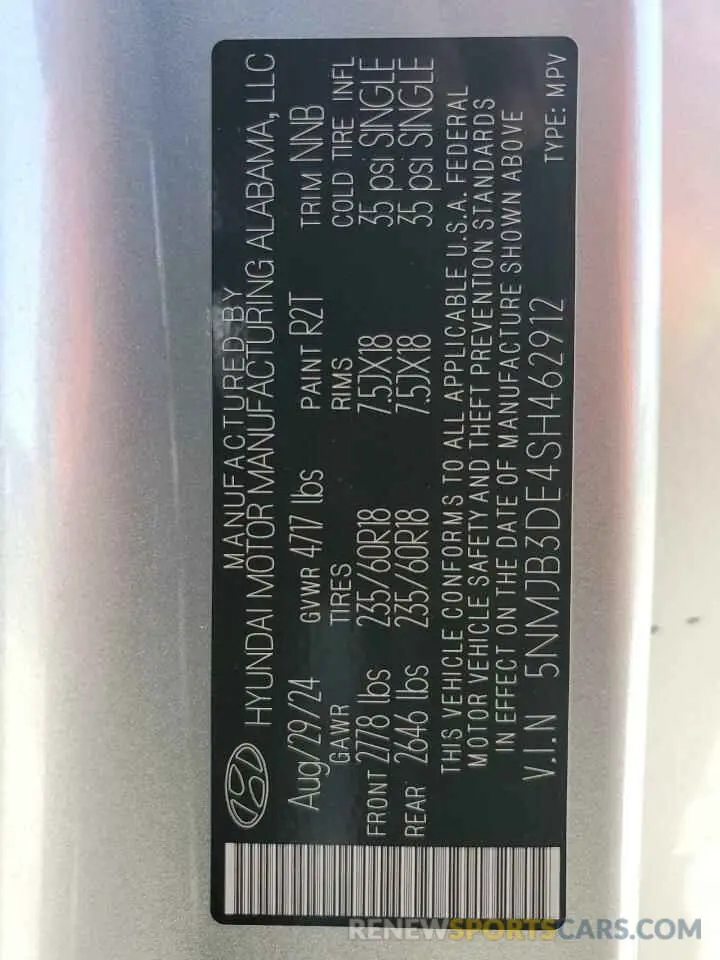 MANUFACTURED BY
HYUNDAI MOTOR MANUFACTURING ALABAMA, LLC
Aug/29/24 GVWR 4717 lbs PAINT R2T TRIM NNB
GAWR TIRES RIMS COLD TIRE INFL
FRONT 2778 lbs 235/60R18 7.5JX18 35 psi SINGLE
REAR 2646 lbs 235/60R18 7.5JX18 35 psi SINGLE
THIS VEHICLE CONFORMS TO ALL APPLICABLE U.S.A. FEDERAL
MOTOR VEHICLE SAFETY AND THEFT PREVENTION STANDARDS
IN EFFECT ON THE DATE OF MANUFACTURE SHOWN ABOVE
V.I.N 5NMJB3DE4SH462912 TYPE: MPV
RENEWSPORTSCARS.COM